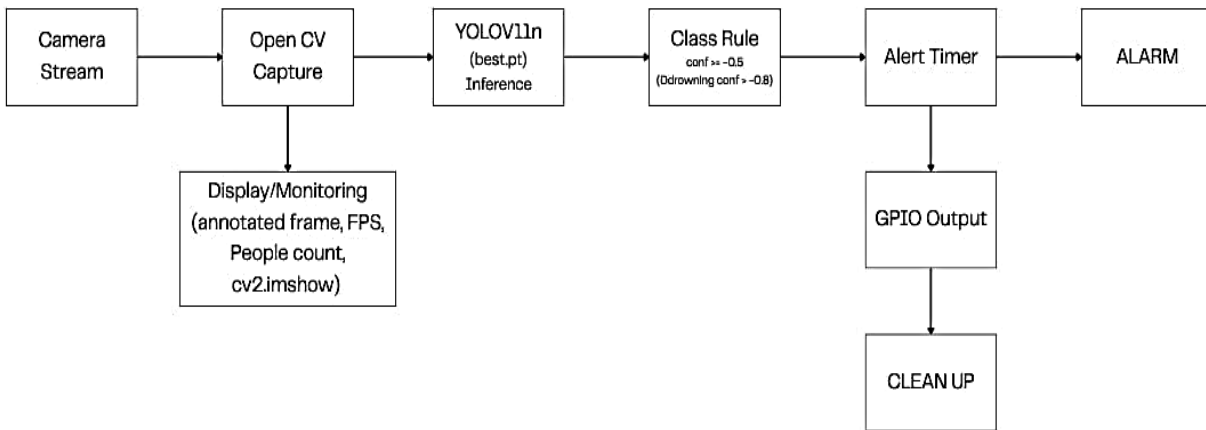 Camera
Stream
Open CV
Capture
YOLOV11n
(best.pt)
Inference
Class Rule
conf >= -0.5
(Ddrowning conf > -0.8)
Alert Timer
ALARM
Display/Monitoring
(annotated frame, FPS,
People count,
cv2.imshow)
GPIO Output
CLEAN UP